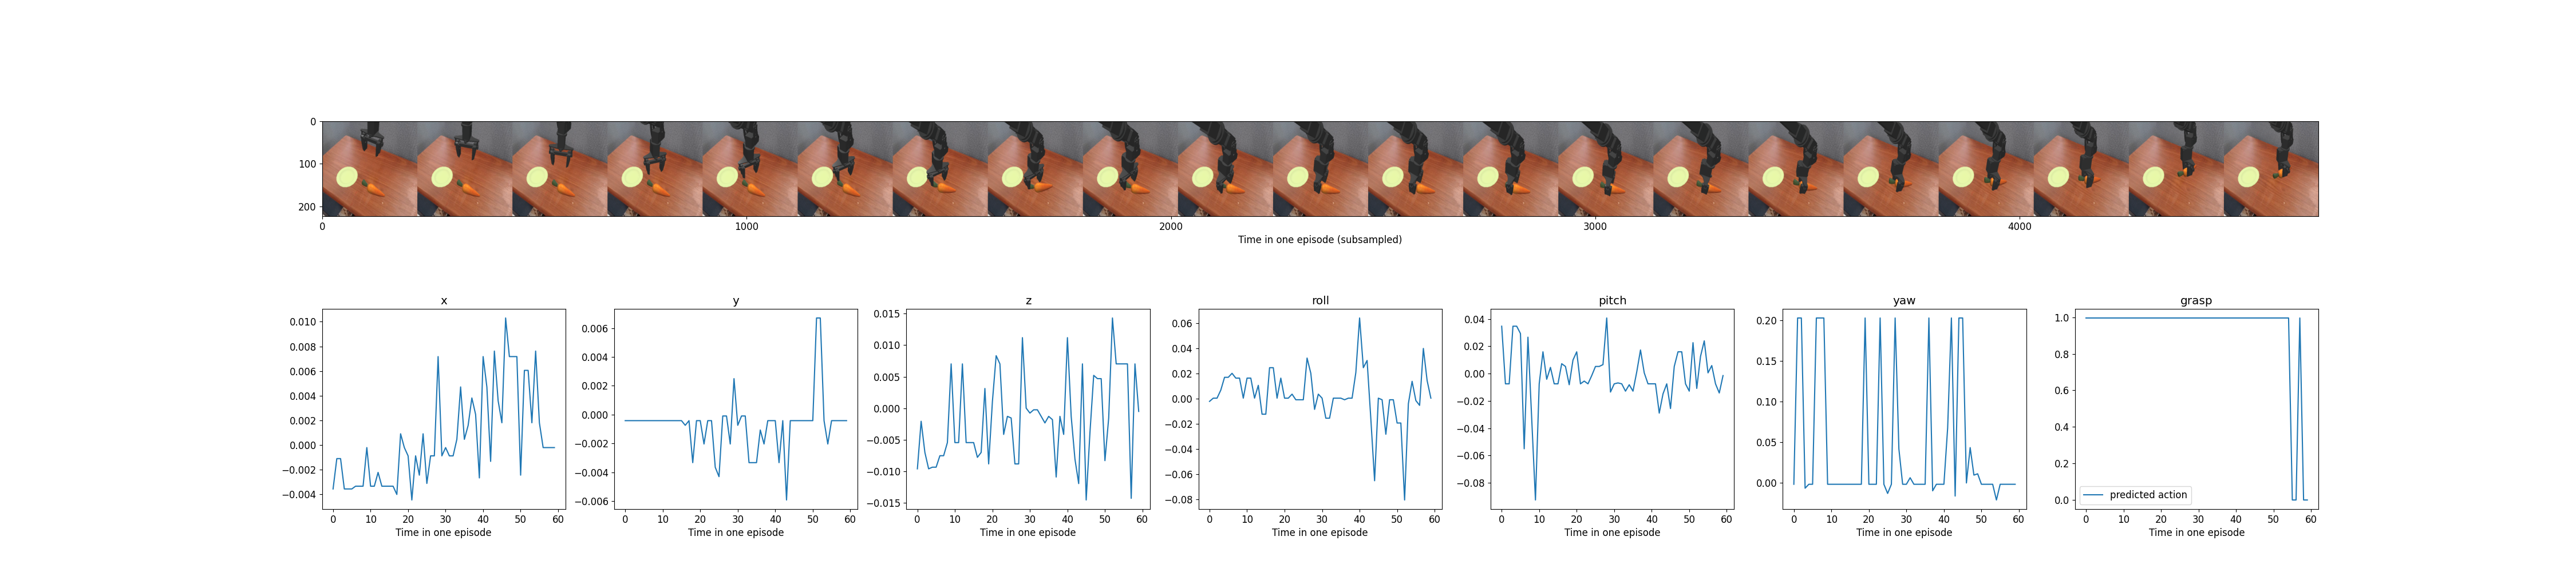 0
100
200
0 1000 2000 3000 4000
Time in one episode (subsampled)
x y z roll pitch yaw grasp
0.010
0.008
0.006
0.004
0.002
0.000
−0.002
−0.004
0 10 20 30 40 50 60
Time in one episode
0.006
0.004
0.002
0.000
−0.002
−0.004
−0.006
0 10 20 30 40 50 60
Time in one episode
0.015
0.010
0.005
0.000
−0.005
−0.010
−0.015
0 10 20 30 40 50 60
Time in one episode
0.06
0.04
0.02
0.00
−0.02
−0.04
−0.06
−0.08
0 10 20 30 40 50 60
Time in one episode
0.04
0.02
0.00
−0.02
−0.04
−0.06
−0.08
0 10 20 30 40 50 60
Time in one episode
0.20
0.15
0.10
0.05
0.00
0 10 20 30 40 50 60
Time in one episode
1.0
0.8
0.6
0.4
0.2
0.0
predicted action
0 10 20 30 40 50 60
Time in one episode